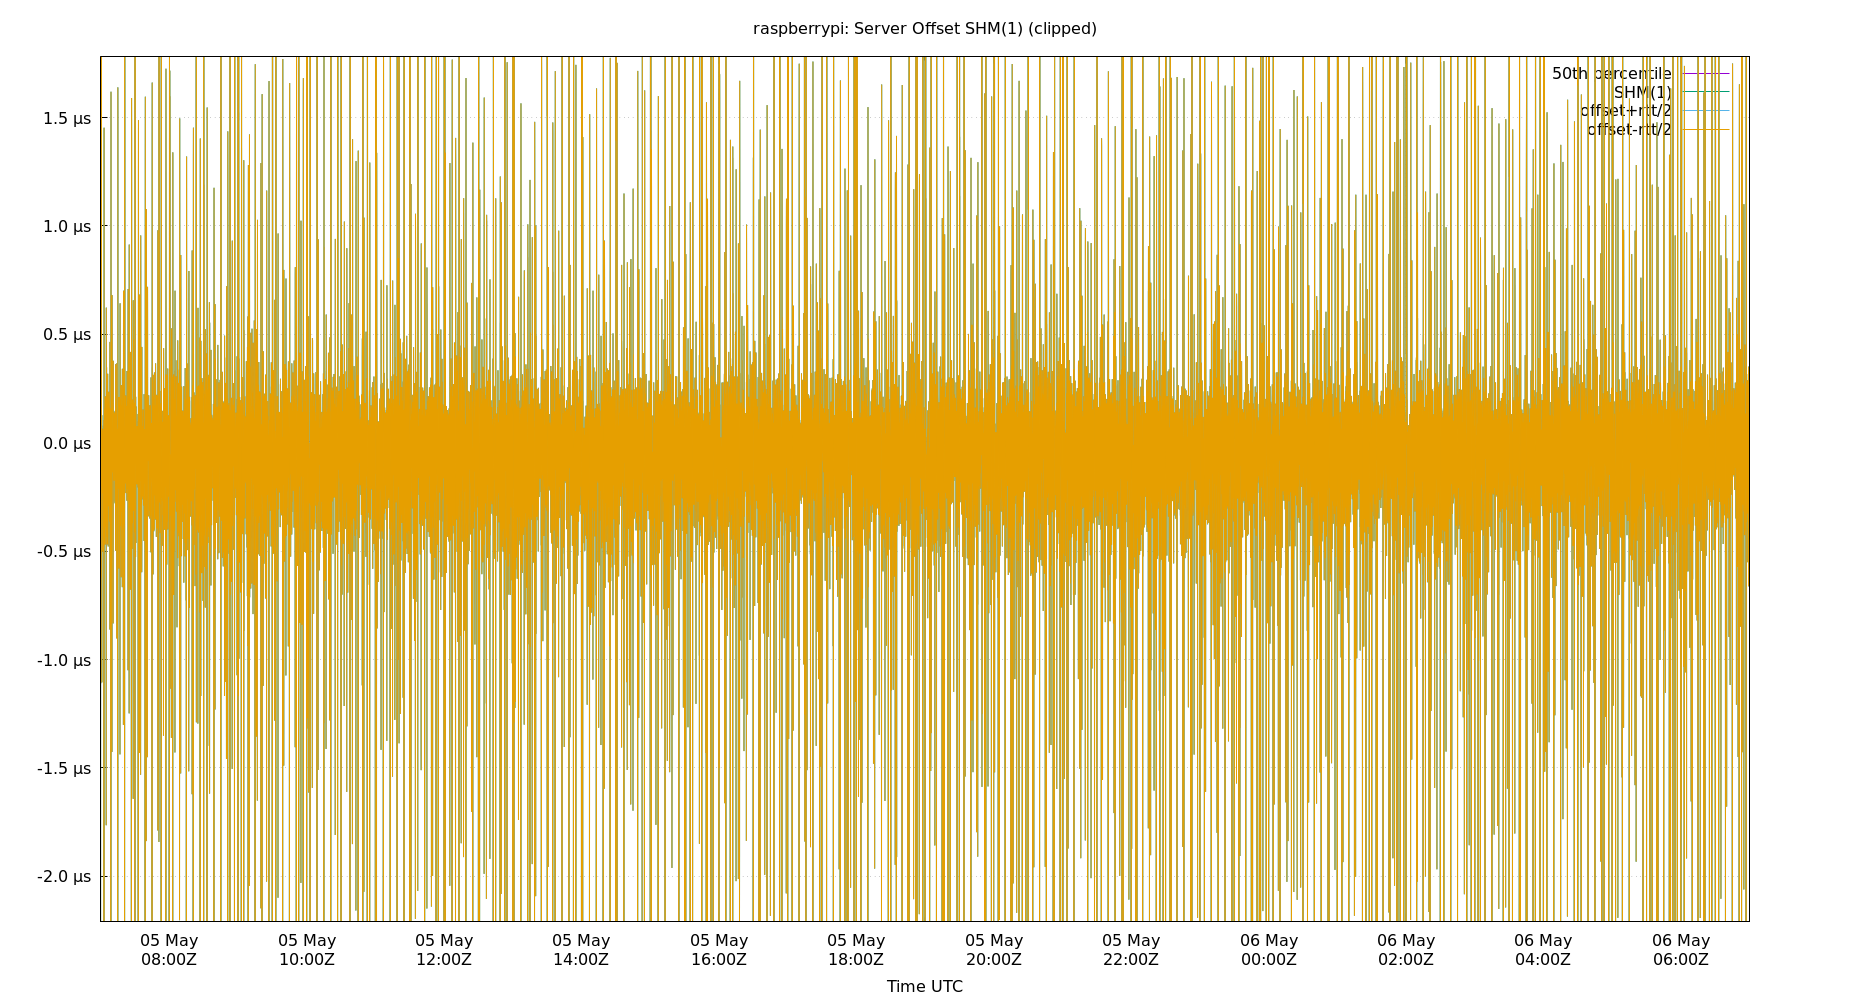 raspberrypi: Server Offset SHM(1) (clipped)
50th percentile
SHM(1)
offset+rtt/2
offset-rtt/2
1.5 µs
1.0 µs
0.5 µs
0.0 µs
-0.5 µs
-1.0 µs
-1.5 µs
-2.0 µs
05 May 05 May 05 May 05 May 05 May 05 May 05 May 05 May 06 May 06 May 06 May 06 May
08:00Z 10:00Z 12:00Z 14:00Z 16:00Z 18:00Z 20:00Z 22:00Z 00:00Z 02:00Z 04:00Z 06:00Z
Time UTC